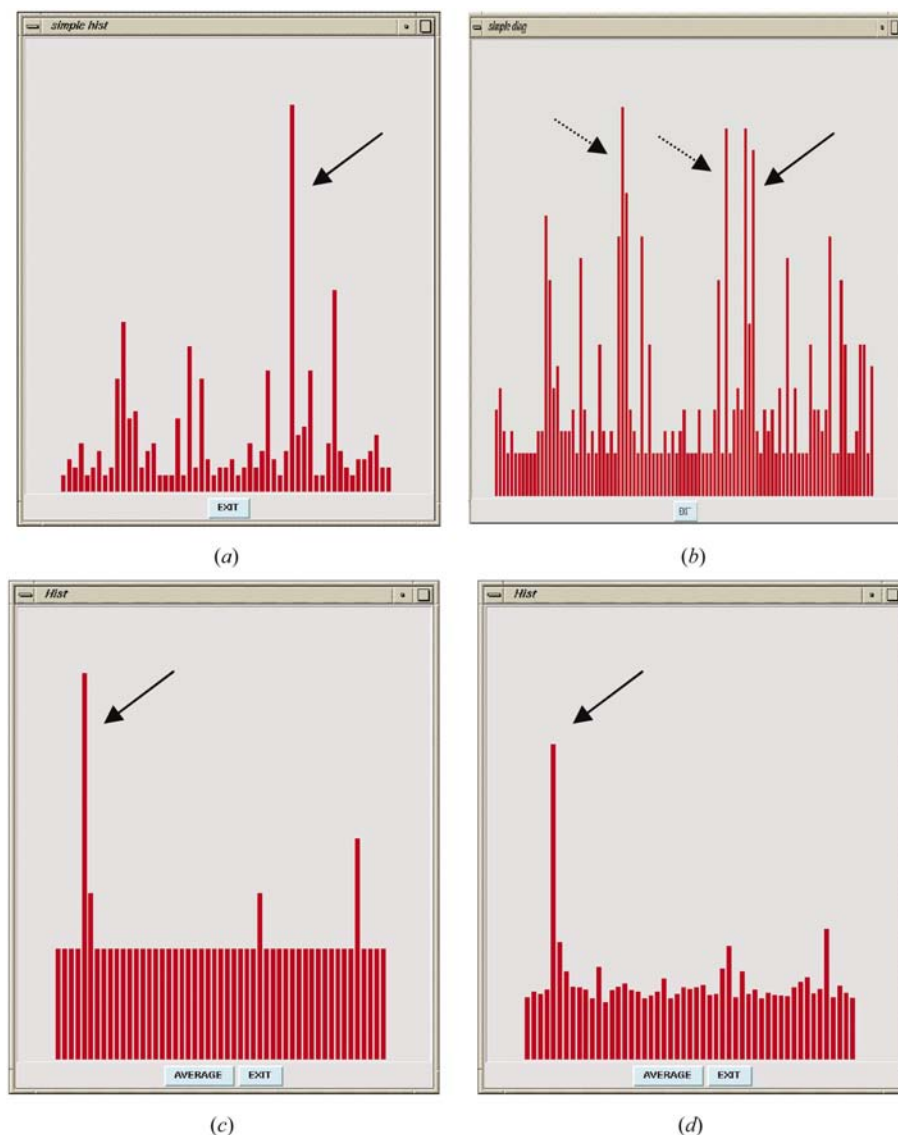 simple hist
simple diag
EXIT
(a)
(b)
Hist
Hist
AVERAGE EXIT
AVERAGE EXIT
(c)
(d)